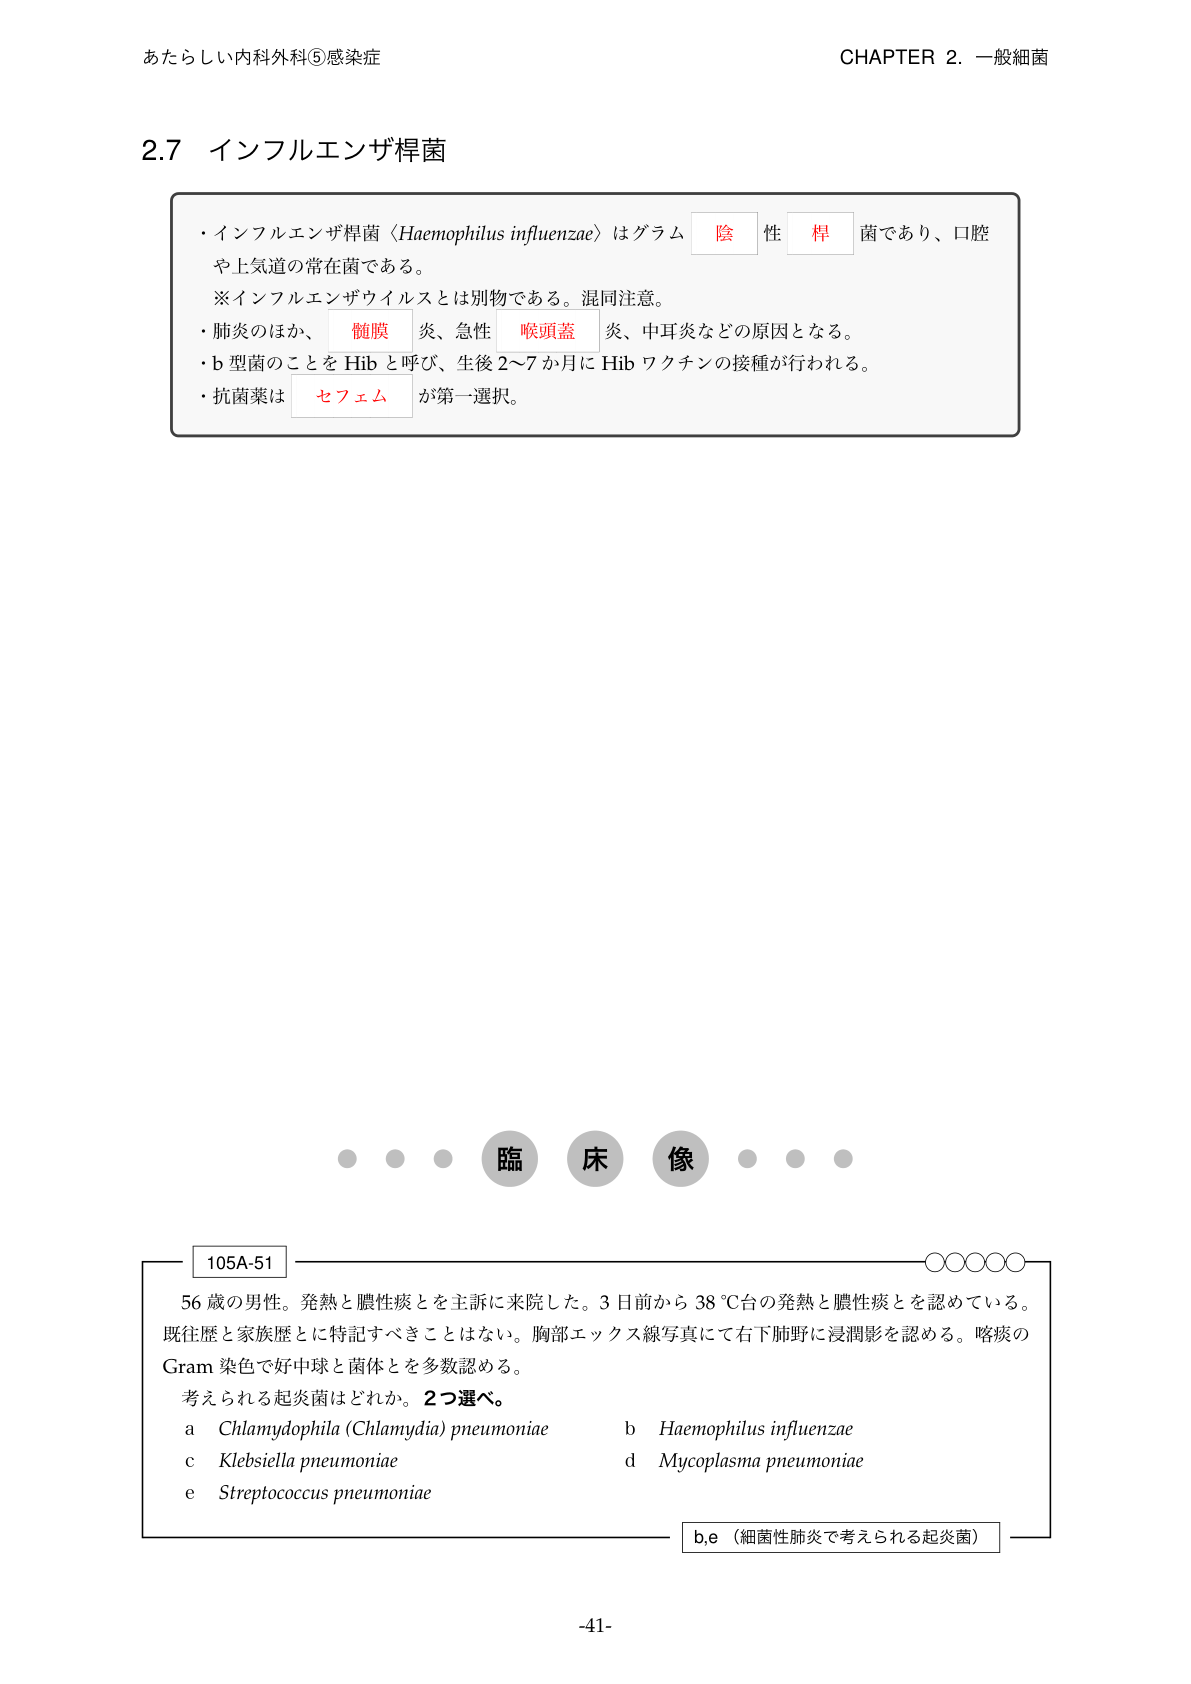 あたらしい内科外科⑤感染症 CHAPTER 2. 一般細菌
2.7 インフルエンザ桿菌
・インフルエンザ桿菌〈Haemophilus influenzae〉はグラム 陰 性 桿 菌であり、口腔
や上気道の常在菌である。
※インフルエンザウイルスとは別物である。混同注意。
・肺炎のほか、 髄膜 炎、急性 喉頭蓋 炎、中耳炎などの原因となる。
・b 型菌のことを Hib と呼び、生後 2〜7 か月に Hib ワクチンの接種が行われる。
・抗菌薬は セフェム が第一選択。
臨床像
105A-51
56 歳の男性。発熱と膿性痰とを主訴に来院した。3 日前から 38 ℃台の発熱と膿性痰とを認めている。
既往歴と家族歴とに特記すべきことはない。胸部エックス線写真にて右下肺野に浸潤影を認める。喀痰の
Gram 染色で好中球と菌体とを多数認める。
考えられる起炎菌はどれか。2つ選べ。
a Chlamydophila (Chlamydia) pneumoniae b Haemophilus influenzae
c Klebsiella pneumoniae d Mycoplasma pneumoniae
e Streptococcus pneumoniae
b,e （細菌性肺炎で考えられる起炎菌）
-41-